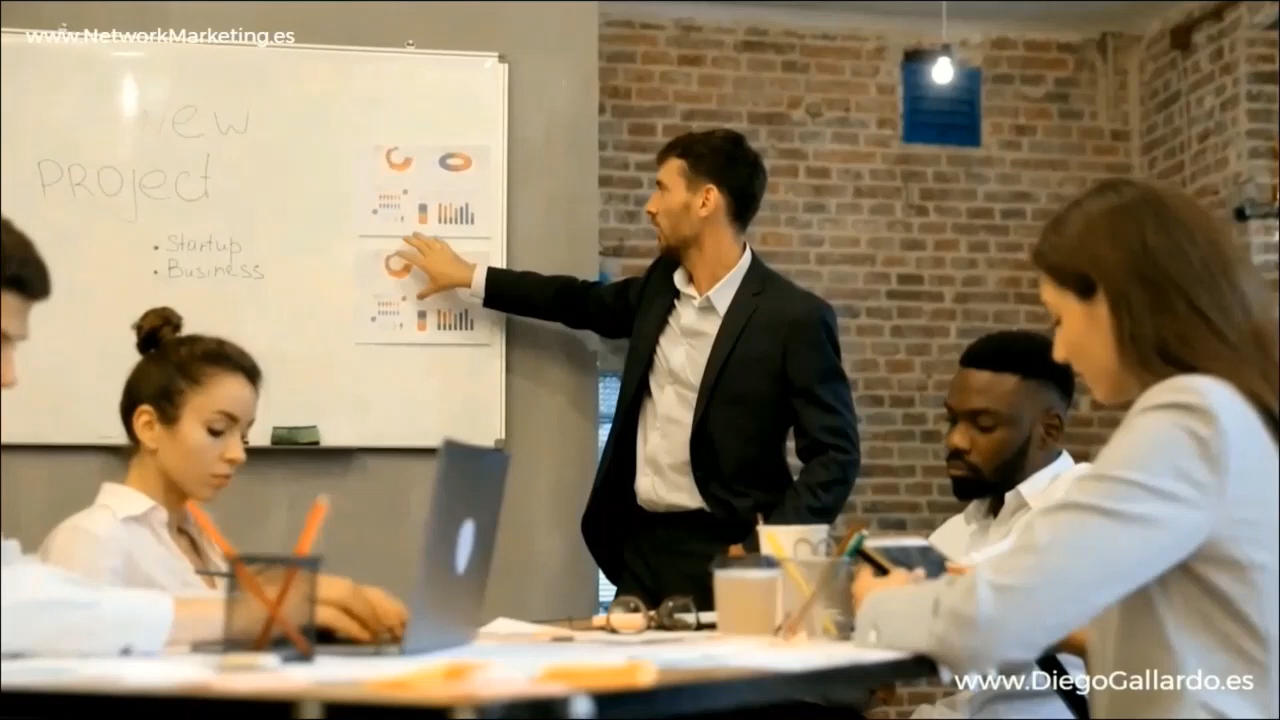 www.NetworkMarketing.es
New
PROject
• Startup
• Business
www.DiegoGallardo.es